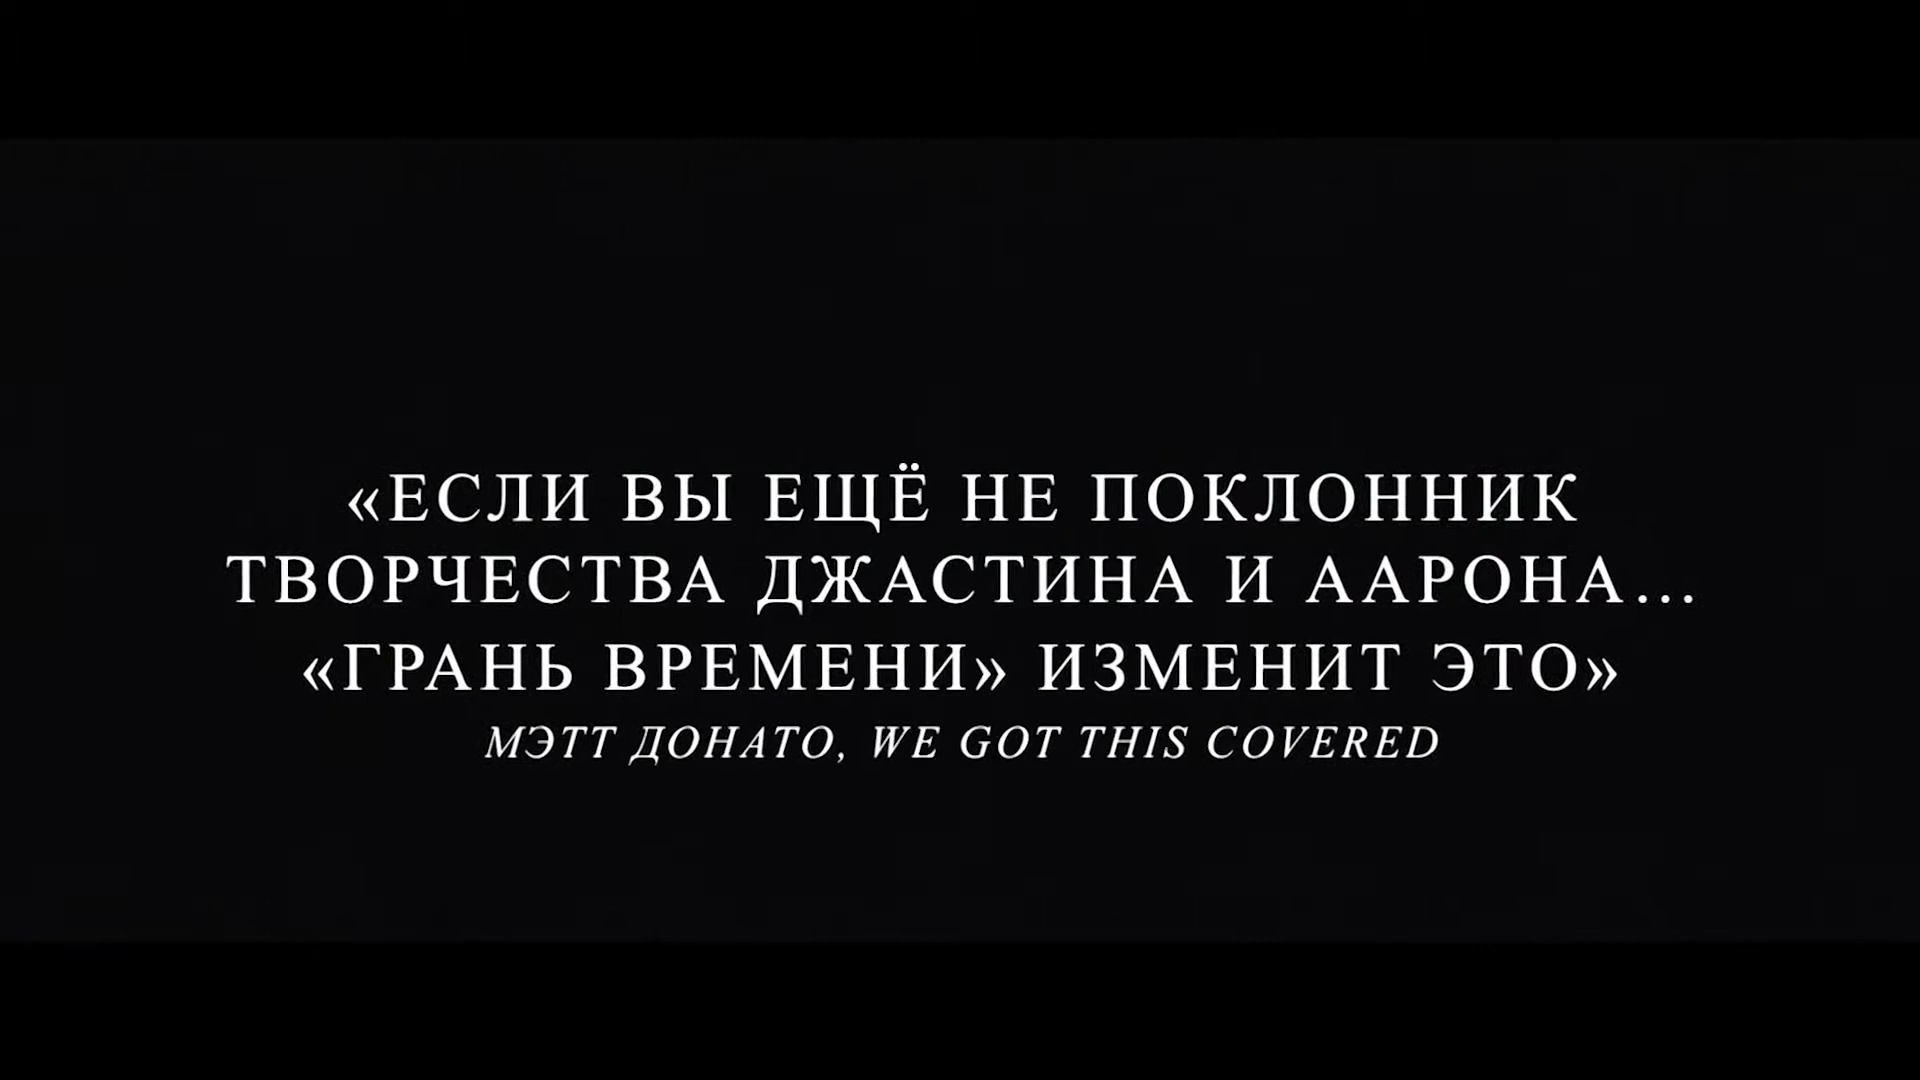 «ЕСЛИ ВЫ ЕЩЁ НЕ ПОКЛОННИК
ТВОРЧЕСТВА ДЖАСТИНА И ААРОНА...
«ГРАНЬ ВРЕМЕНИ» ИЗМЕНИТ ЭТО»
МЭТТ ДОНАТО, WE GOT THIS COVERED